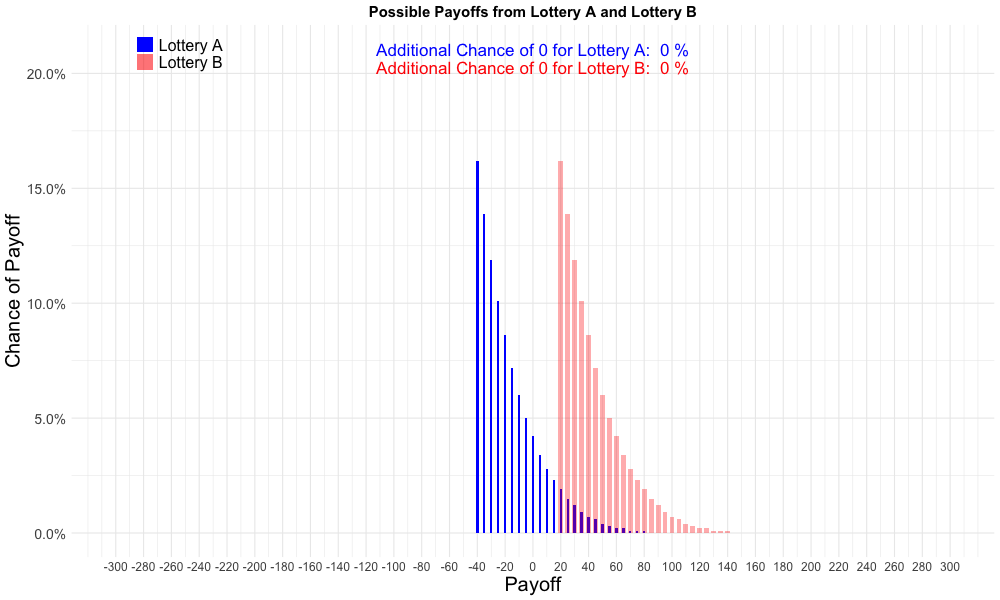 Possible Payoffs from Lottery A and Lottery B
Lottery A
Lottery B
Additional Chance of 0 for Lottery A: 0 %
Additional Chance of 0 for Lottery B: 0 %
Chance of Payoff
20.0%
15.0%
10.0%
5.0%
0.0%
-300 -280 -260 -240 -220 -200 -180 -160 -140 -120 -100 -80 -60 -40 -20 0 20 40 60 80 100 120 140 160 180 200 220 240 260 280 300
Payoff